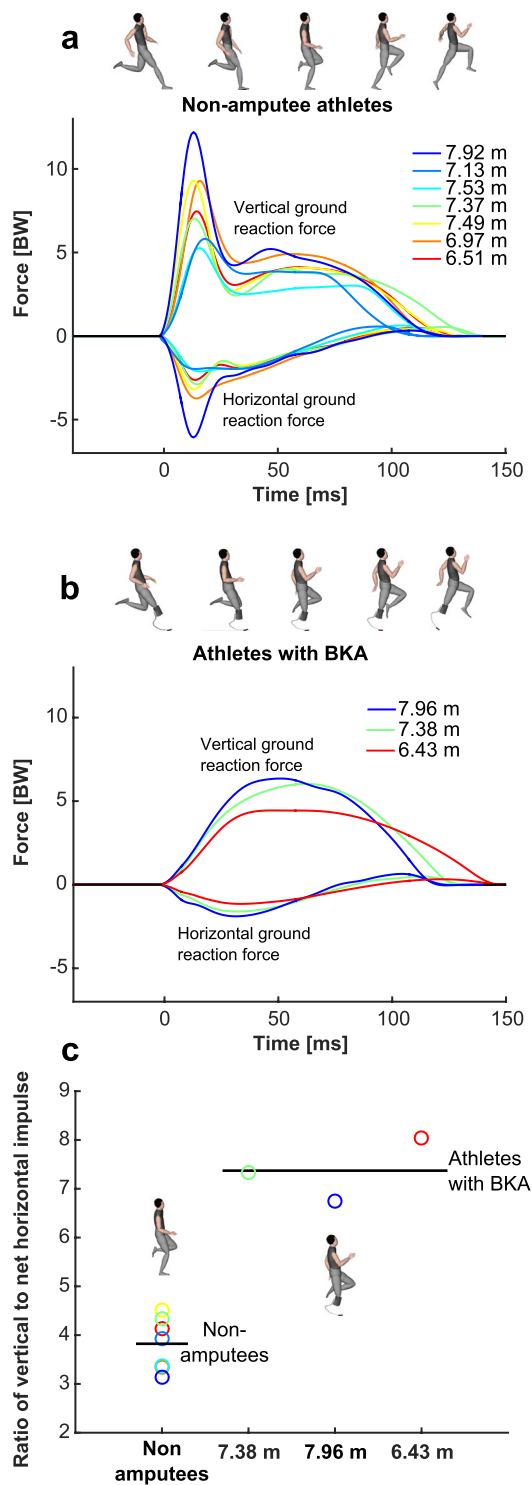 a
Non-amputee athletes
10
5
0
-5
Force [BW]
7.92 m
7.13 m
7.53 m
7.37 m
7.49 m
6.97 m
6.51 m
Vertical ground
reaction force
Horizontal ground
reaction force
0 50 100 150
Time [ms]
b
Athletes with BKA
10
5
0
-5
Force [BW]
7.96 m
7.38 m
6.43 m
Vertical ground
reaction force
Horizontal ground
reaction force
0 50 100 150
Time [ms]
c
Ratio of vertical to net horizontal impulse
9
8
7
6
5
4
3
2
Athletes
with BKA
Non-
amputees
Non
amputees
7.38 m 7.96 m 6.43 m